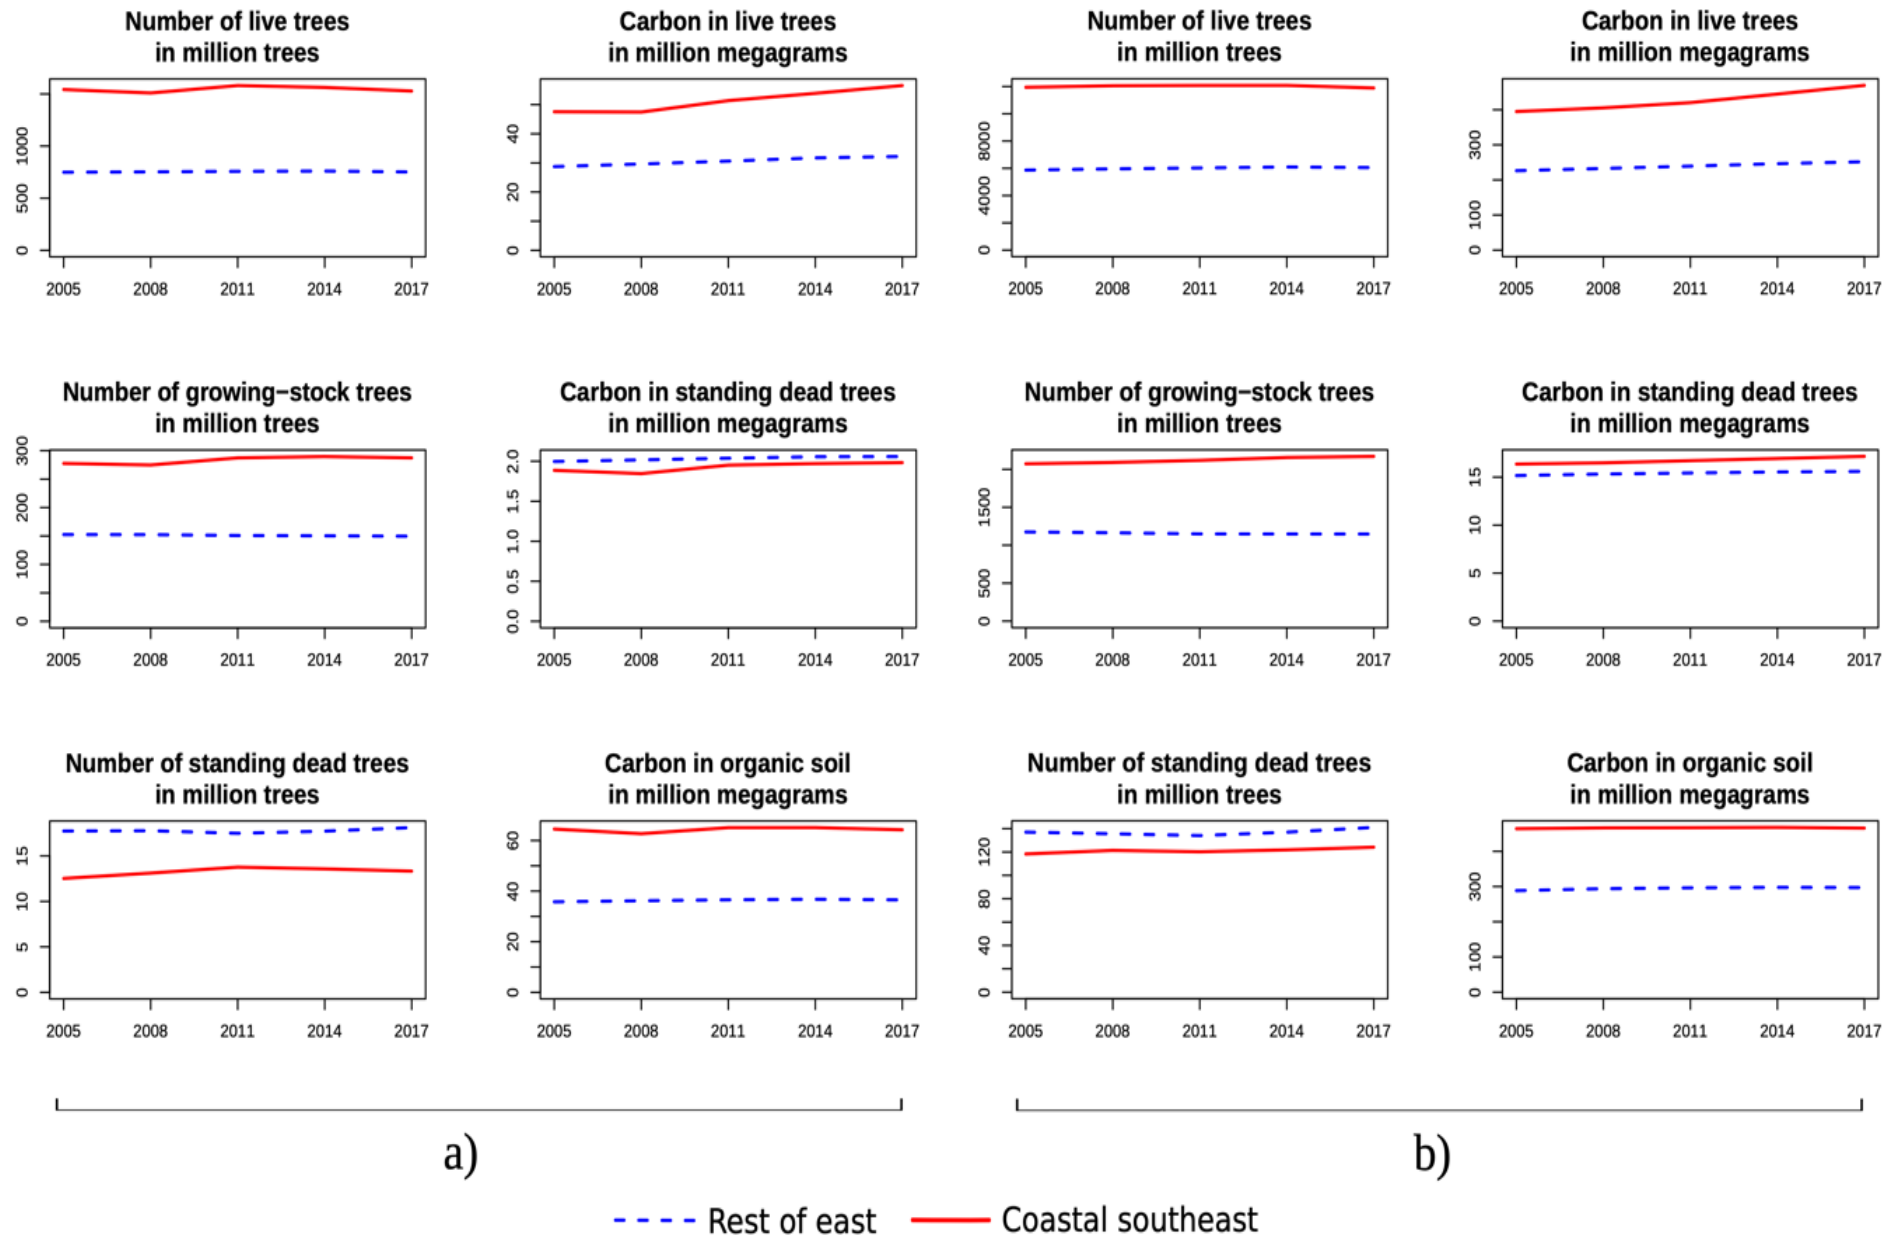 Number of live trees
in million trees
0 500 1000
2005 2008 2011 2014 2017
Carbon in live trees
in million megagrams
0 20 40
2005 2008 2011 2014 2017
Number of live trees
in million trees
0 4000 8000
2005 2008 2011 2014 2017
Carbon in live trees
in million megagrams
0 100 300
2005 2008 2011 2014 2017
Number of growing−stock trees
in million trees
0 100 200 300
2005 2008 2011 2014 2017
Carbon in standing dead trees
in million megagrams
0.0 0.5 1.0 1.5 2.0
2005 2008 2011 2014 2017
Number of growing−stock trees
in million trees
0 500 1500
2005 2008 2011 2014 2017
Carbon in standing dead trees
in million megagrams
0 5 10 15
2005 2008 2011 2014 2017
Number of standing dead trees
in million trees
0 5 10 15
2005 2008 2011 2014 2017
Carbon in organic soil
in million megagrams
0 20 40 60
2005 2008 2011 2014 2017
Number of standing dead trees
in million trees
0 40 80 120
2005 2008 2011 2014 2017
Carbon in organic soil
in million megagrams
0 100 300
2005 2008 2011 2014 2017
a)
b)
Rest of east
Coastal southeast